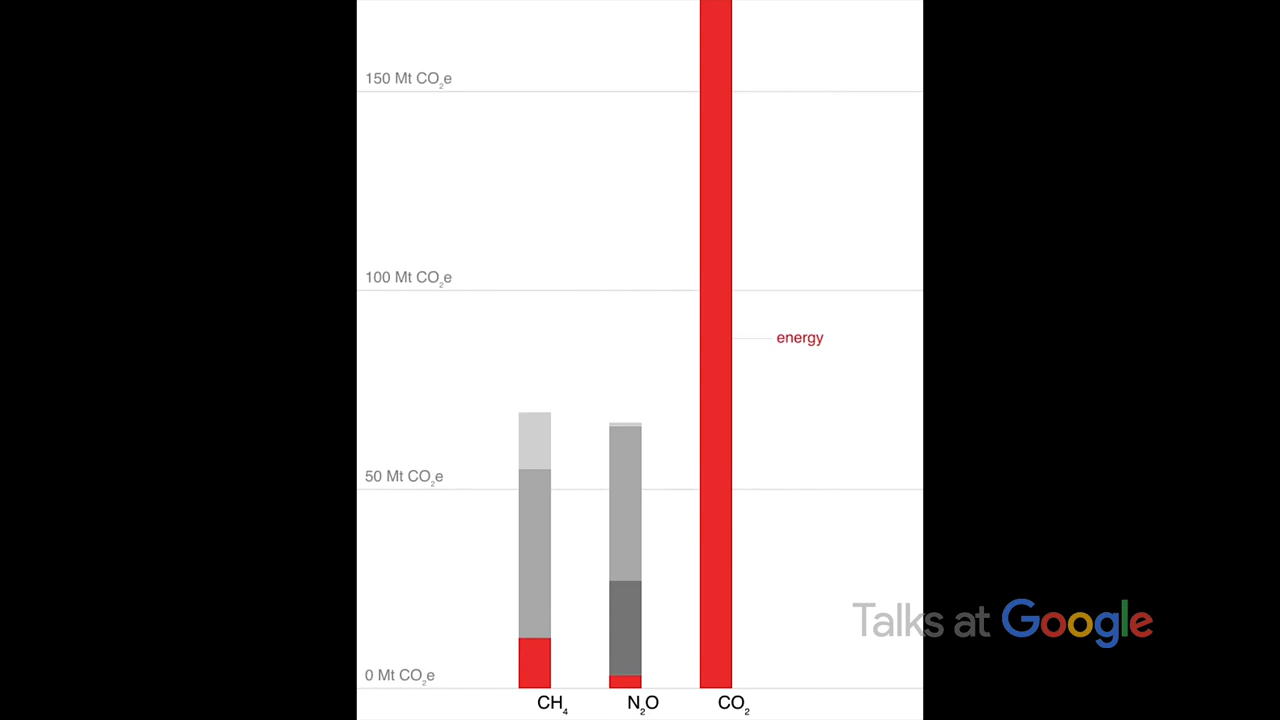 150 Mt CO₂e
100 Mt CO₂e
energy
50 Mt CO₂e
Talks at Google
0 Mt CO₂e
CH₄ N₂O CO₂